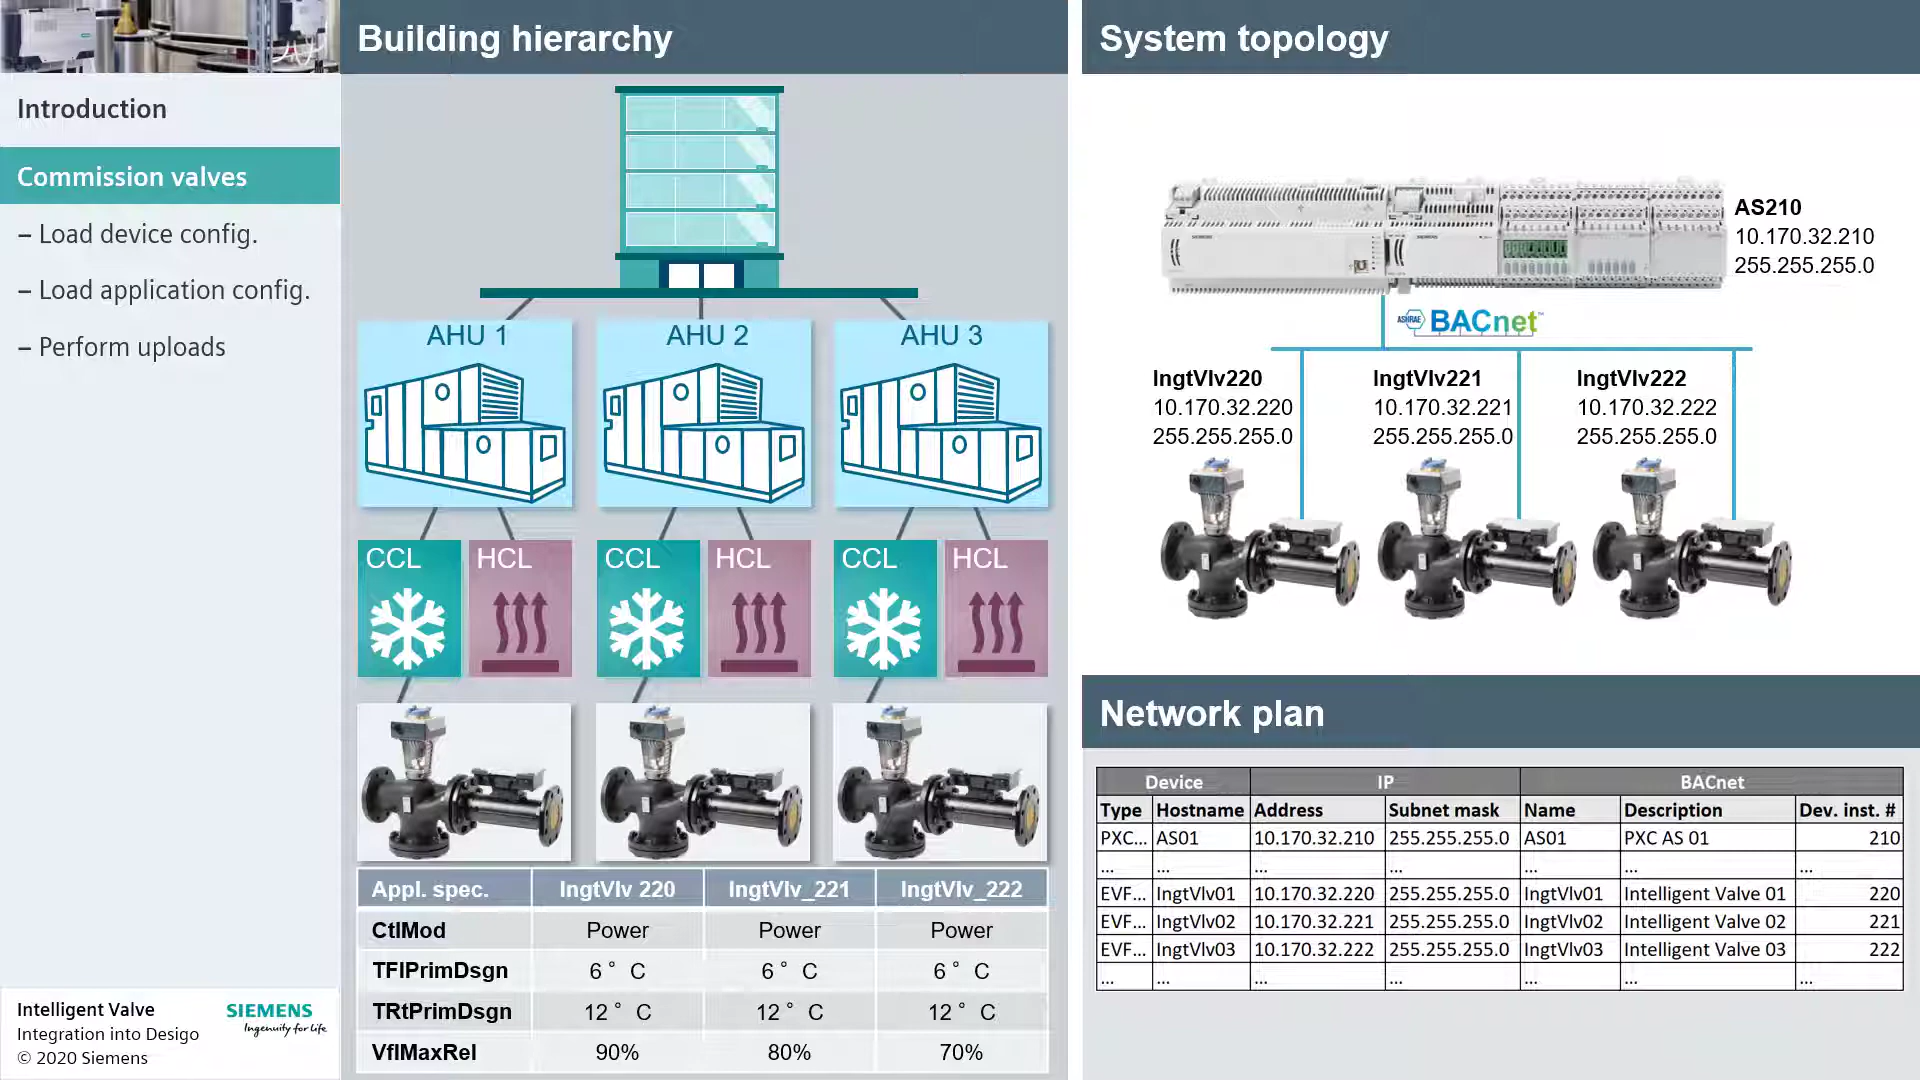 Introduction
Commission valves
– Load device config.
– Load application config.
– Perform uploads
Intelligent Valve
Integration into Desigo
© 2020 Siemens
SIEMENS
Ingenuity for life
Building hierarchy
AHU 1 AHU 2 AHU 3
CCL HCL CCL HCL CCL HCL
Appl. spec. IngtVlv 220 IngtVlv_221 IngtVlv_222
CtlMod Power Power Power
TFlPrimDsgn 6 ° C 6 ° C 6 ° C
TRtPrimDsgn 12 ° C 12 ° C 12 ° C
VflMaxRel 90% 80% 70%
System topology
AS210
10.170.32.210
255.255.255.0
ASHRAE BACnet™
IngtVlv220 IngtVlv221 IngtVlv222
10.170.32.220 10.170.32.221 10.170.32.222
255.255.255.0 255.255.255.0 255.255.255.0
Network plan
Device IP BACnet
Type Hostname Address Subnet mask Name Description Dev. inst. #
PXC... AS01 10.170.32.210 255.255.255.0 AS01 PXC AS 01 210
... ... ... ... ... ... ...
EVF... IngtVlv01 10.170.32.220 255.255.255.0 IngtVlv01 Intelligent Valve 01 220
EVF... IngtVlv02 10.170.32.221 255.255.255.0 IngtVlv02 Intelligent Valve 02 221
EVF... IngtVlv03 10.170.32.222 255.255.255.0 IngtVlv03 Intelligent Valve 03 222
... ... ... ... ... ... ...